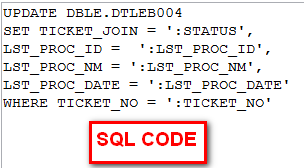 UPDATE DBLE.DTLEB004
SET TICKET_JOIN = ':STATUS',
LST_PROC_ID =  ':LST_PROC_ID',
LST_PROC_NM = ':LST_PROC_NM',
LST_PROC_DATE = ':LST_PROC_DATE'
WHERE TICKET_NO = ':TICKET_NO'
SQL CODE